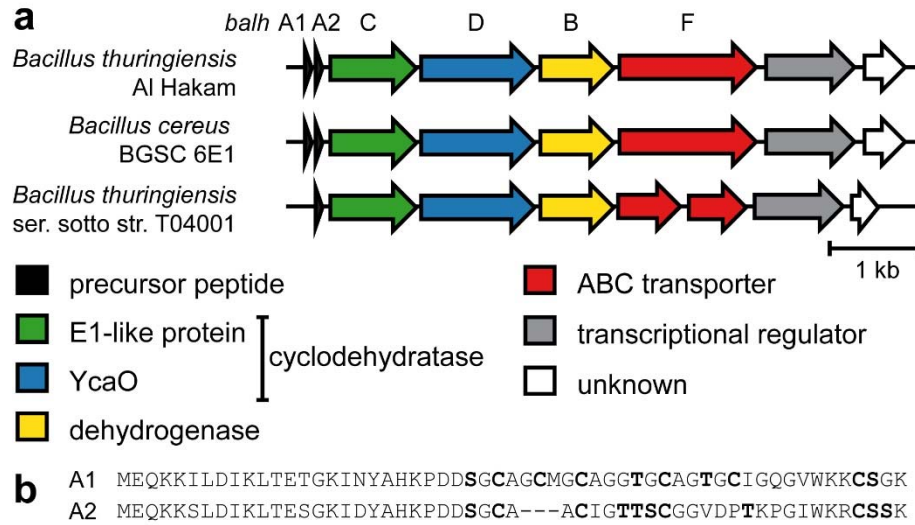 a
balh A1 A2 C D B F
Bacillus thuringiensis
Al Hakam
Bacillus cereus
BGSC 6E1
Bacillus thuringiensis
ser. sotto str. T04001
1 kb
precursor peptide
E1-like protein
YcaO
cyclodehydratase
dehydrogenase
ABC transporter
transcriptional regulator
unknown
b
A1 MEQKKILDIKLTETGKINYAHKPDDSGCAGCMGCAGGTGCAGTGCIGQGVWKKCSGK
A2 MEQKKSLDIKLTESGKIDYAHKPDDSGCA---ACIGTTSCGGVDPTKPGIWKRCSSK